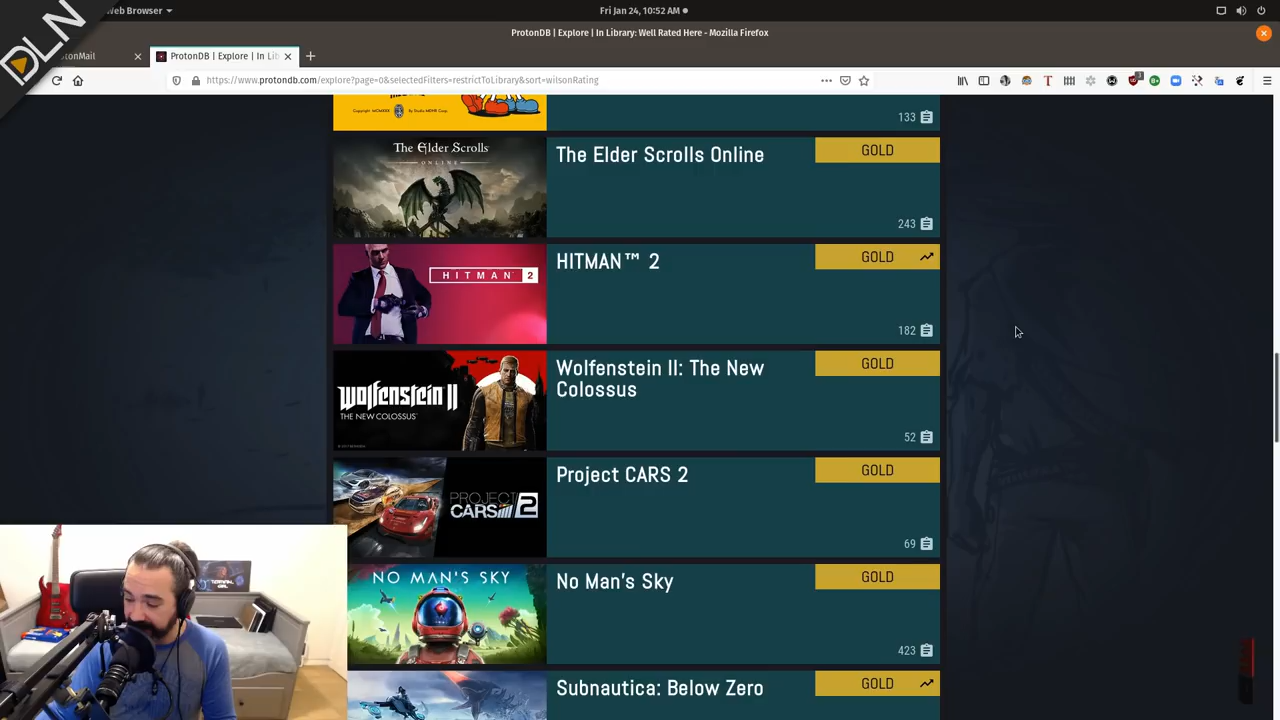 Web Browser
Fri Jan 24, 10:52 AM
ProtonDB | Explore | In Library: Well Rated Here - Mozilla Firefox
DLN
tonMail
ProtonDB | Explore | In Lib
https://www.protondb.com/explore?page=0&selectedFilters=restrictToLibrary&sort=wilsonRating
133
The Elder Scrolls
ONLINE
The Elder Scrolls Online
GOLD
243
HITMAN 2
HITMAN™ 2
GOLD
182
Wolfenstein II
THE NEW COLOSSUS
Wolfenstein II: The New
Colossus
GOLD
52
PROJECT
CARS 2
Project CARS 2
GOLD
69
NO MAN'S SKY
No Man's Sky
GOLD
423
Subnautica: Below Zero
GOLD